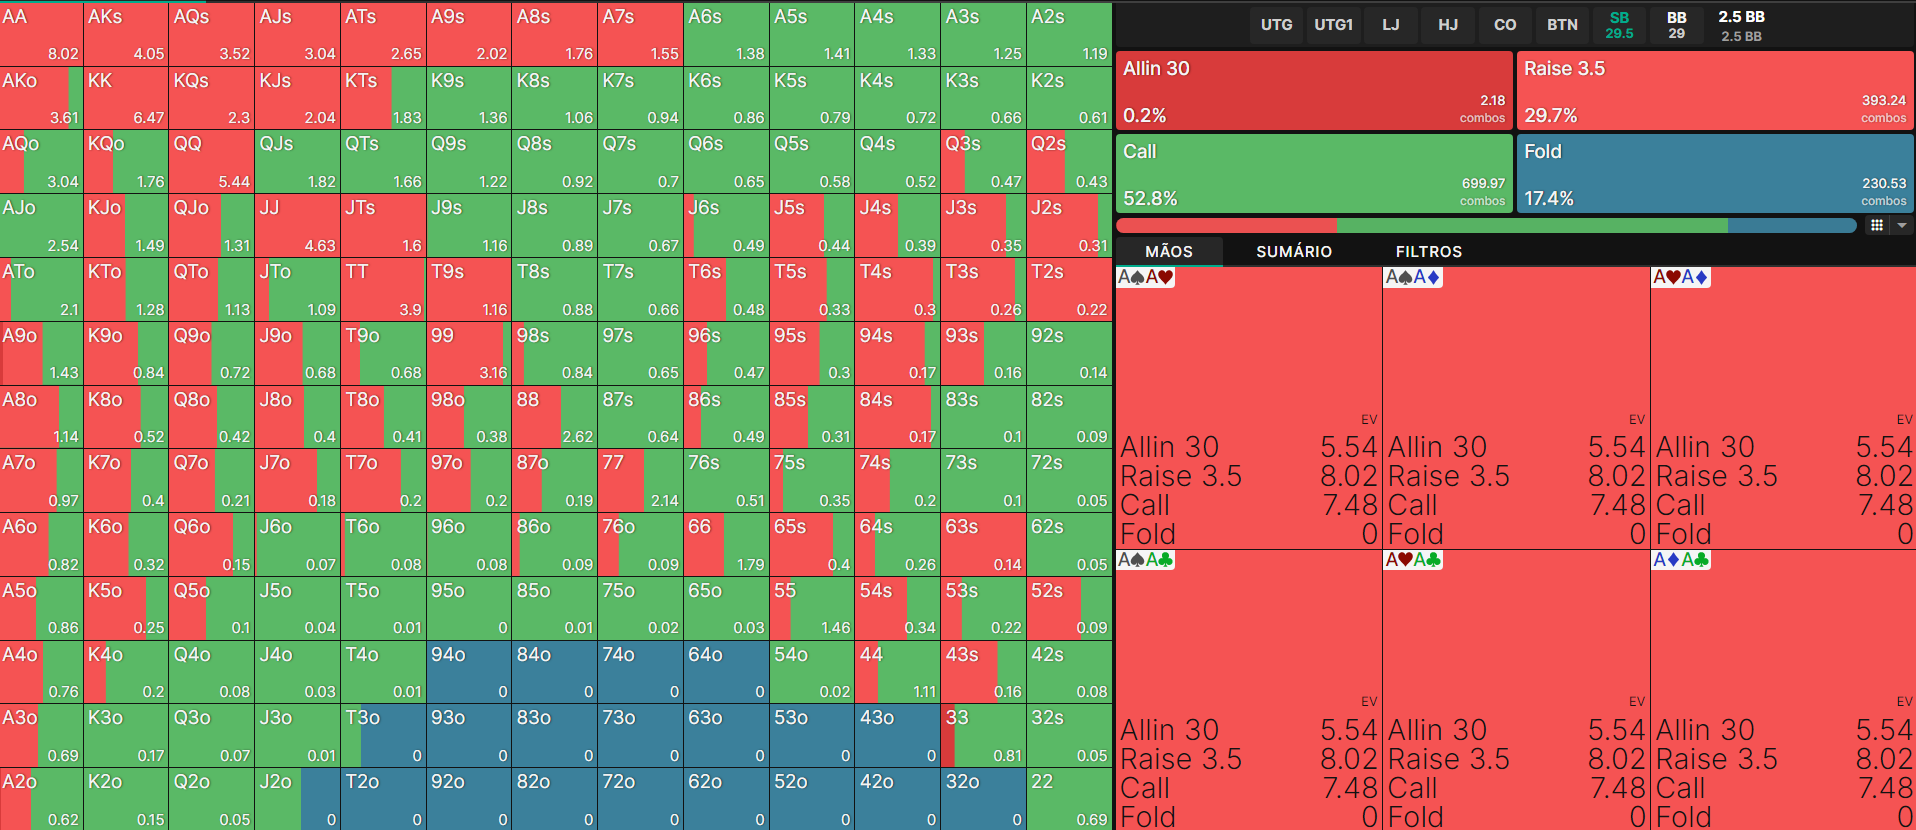 AA AKs AQs AJs ATs A9s A8s A7s A6s A5s A4s A3s A2s
8.02 4.05 3.52 3.04 2.65 2.02 1.76 1.55 1.38 1.41 1.33 1.25 1.19
AKo KK KQs KJs KTs K9s K8s K7s K6s K5s K4s K3s K2s
3.61 6.47 2.3 2.04 1.83 1.36 1.06 0.94 0.86 0.79 0.72 0.66 0.61
AQo KQo QQ QJs QTs Q9s Q8s Q7s Q6s Q5s Q4s Q3s Q2s
3.04 1.76 5.44 1.82 1.66 1.22 0.92 0.7 0.65 0.58 0.52 0.47 0.43
AJo KJo QJo JJ JTs J9s J8s J7s J6s J5s J4s J3s J2s
2.54 1.49 1.31 4.63 1.6 1.16 0.89 0.67 0.49 0.44 0.39 0.35 0.31
ATo KTo QTo JTo TT T9s T8s T7s T6s T5s T4s T3s T2s
2.1 1.28 1.13 1.09 3.9 1.16 0.88 0.66 0.48 0.33 0.3 0.26 0.22
A9o K9o Q9o J9o T9o 99 98s 97s 96s 95s 94s 93s 92s
1.43 0.84 0.72 0.68 0.68 3.16 0.84 0.65 0.47 0.3 0.17 0.16 0.14
A8o K8o Q8o J8o T8o 98o 88 87s 86s 85s 84s 83s 82s
1.14 0.52 0.42 0.4 0.41 0.38 2.62 0.64 0.49 0.31 0.17 0.1 0.09
A7o K7o Q7o J7o T7o 97o 87o 77 76s 75s 74s 73s 72s
0.97 0.4 0.21 0.18 0.2 0.2 0.19 2.14 0.51 0.35 0.2 0.1 0.05
A6o K6o Q6o J6o T6o 96o 86o 76o 66 65s 64s 63s 62s
0.82 0.32 0.15 0.07 0.08 0.08 0.09 0.09 1.79 0.4 0.26 0.14 0.05
A5o K5o Q5o J5o T5o 95o 85o 75o 65o 55 54s 53s 52s
0.86 0.25 0.1 0.04 0.01 0 0.01 0.02 0.03 1.46 0.34 0.22 0.09
A4o K4o Q4o J4o T4o 94o 84o 74o 64o 54o 44 43s 42s
0.76 0.2 0.08 0.03 0.01 0 0 0 0 0.02 1.11 0.16 0.08
A3o K3o Q3o J3o T3o 93o 83o 73o 63o 53o 43o 33 32s
0.69 0.17 0.07 0.01 0 0 0 0 0 0 0 0.81 0.05
A2o K2o Q2o J2o T2o 92o 82o 72o 62o 52o 42o 32o 22
0.62 0.15 0.05 0 0 0 0 0 0 0 0 0 0.69
UTG UTG1 LJ HJ CO BTN SB BB 2.5 BB
29.5 29 2.5 BB
Allin 30 Raise 3.5
2.18 393.24
0.2% combos 29.7% combos
Call Fold
699.97 230.53
52.8% combos 17.4% combos
MÃOS SUMÁRIO FILTROS
A♠A♥ A♠A♦ A♥A♦
EV EV EV
Allin 30 5.54 Allin 30 5.54 Allin 30 5.54
Raise 3.5 8.02 Raise 3.5 8.02 Raise 3.5 8.02
Call 7.48 Call 7.48 Call 7.48
Fold 0 Fold 0 Fold 0
A♠A♣ A♥A♣ A♦A♣
EV EV EV
Allin 30 5.54 Allin 30 5.54 Allin 30 5.54
Raise 3.5 8.02 Raise 3.5 8.02 Raise 3.5 8.02
Call 7.48 Call 7.48 Call 7.48
Fold 0 Fold 0 Fold 0